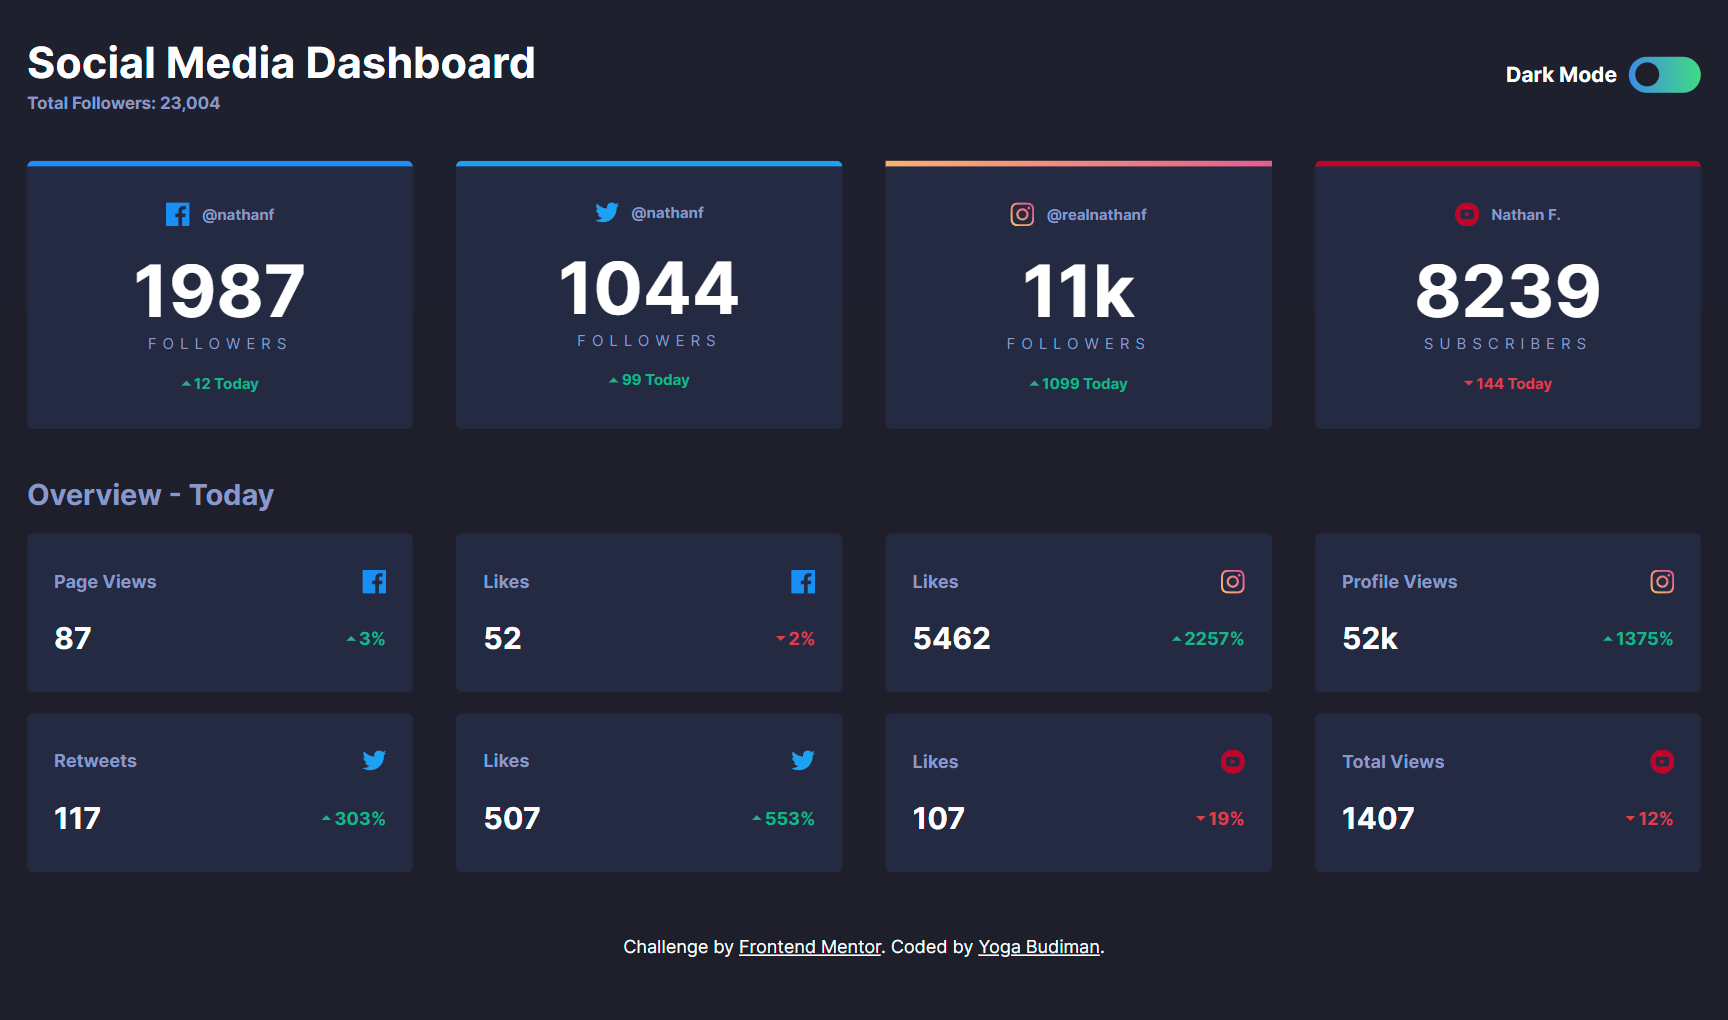 Social Media Dashboard
Total Followers: 23,004
Dark Mode
@nathanf
1987
FOLLOWERS
12 Today
@nathanf
1044
FOLLOWERS
99 Today
@realnathanf
11k
FOLLOWERS
1099 Today
Nathan F.
8239
SUBSCRIBERS
144 Today
Overview - Today
Page Views
87
3%
Likes
52
2%
Likes
5462
2257%
Profile Views
52k
1375%
Retweets
117
303%
Likes
507
553%
Likes
107
19%
Total Views
1407
12%
Challenge by Frontend Mentor. Coded by Yoga Budiman.